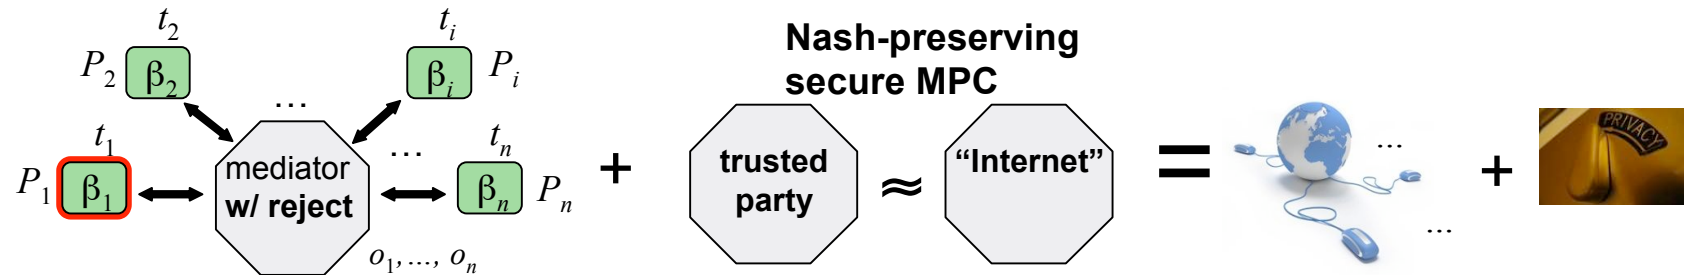 t₂
P₂ β₂
tᵢ
βᵢ Pᵢ
...
t₁
P₁ β₁
mediator
w/ reject
...
tₙ
βₙ Pₙ
o₁,..., oₙ
+
Nash-preserving
secure MPC
trusted
party
≈
“Internet”
=
...
...
+
PRIVACY